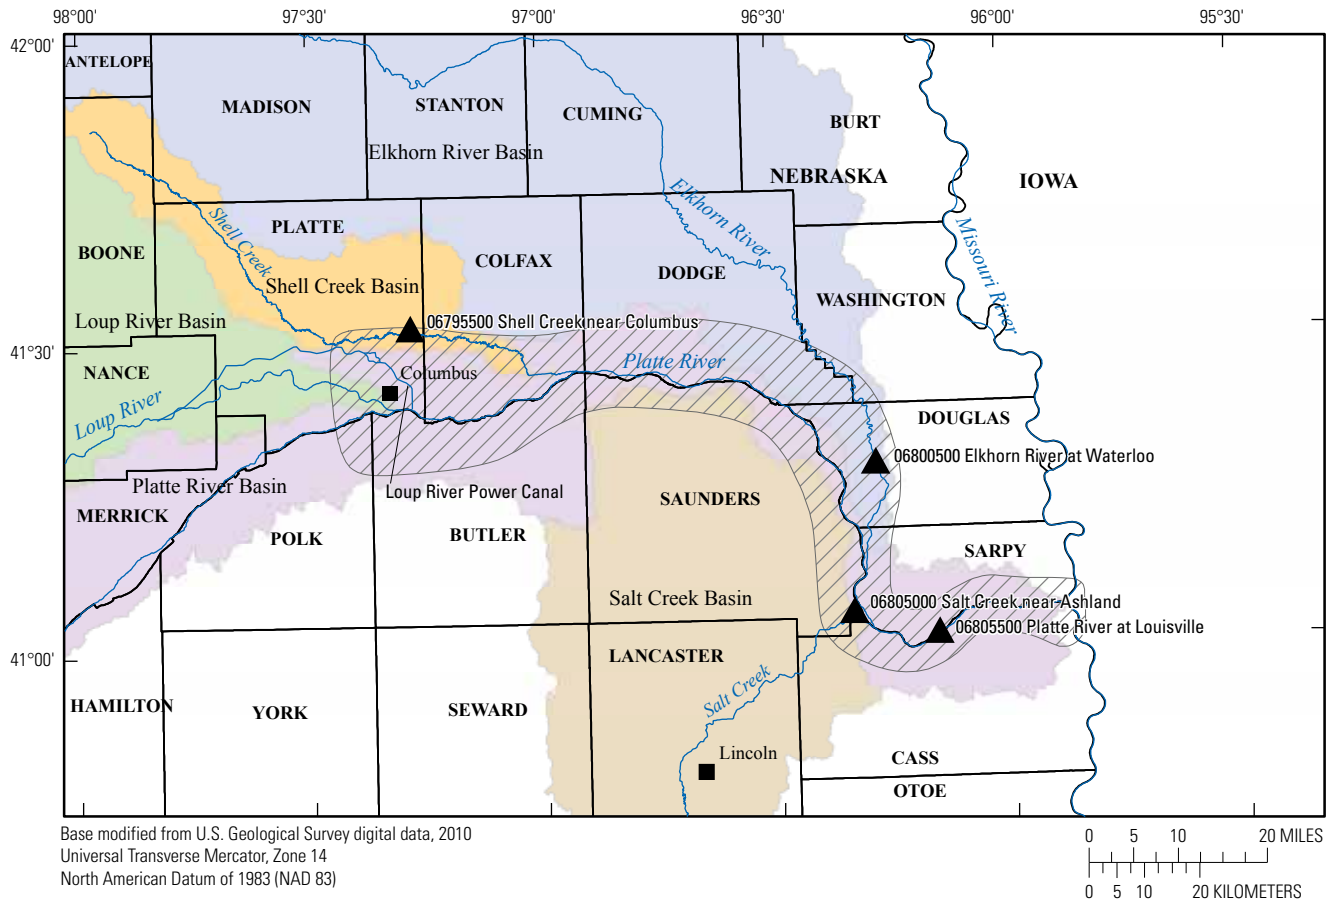 98°00'
97°30'
97°00'
96°30'
96°00'
95°30'
42°00'
ANTELOPE
MADISON
STANTON
CUMING
BURT
Elkhorn River Basin
NEBRASKA
IOWA
Shell Creek
PLATTE
Elkhorn River
Missouri River
BOONE
COLFAX
DODGE
Shell Creek Basin
WASHINGTON
Loup River Basin
06795500 Shell Creek near Columbus
41°30'
NANCE
Columbus
Platte River
Loup River
DOUGLAS
06800500 Elkhorn River at Waterloo
Platte River Basin
Loup River Power Canal
SAUNDERS
MERRICK
POLK
BUTLER
SARPY
Salt Creek Basin
06805000 Salt Creek near Ashland
06805500 Platte River at Louisville
41°00'
LANCASTER
Salt Creek
HAMILTON
YORK
SEWARD
Lincoln
CASS
OTOE
Base modified from U.S. Geological Survey digital data, 2010
Universal Transverse Mercator, Zone 14
North American Datum of 1983 (NAD 83)
0 5 10 20 MILES
0 5 10 20 KILOMETERS